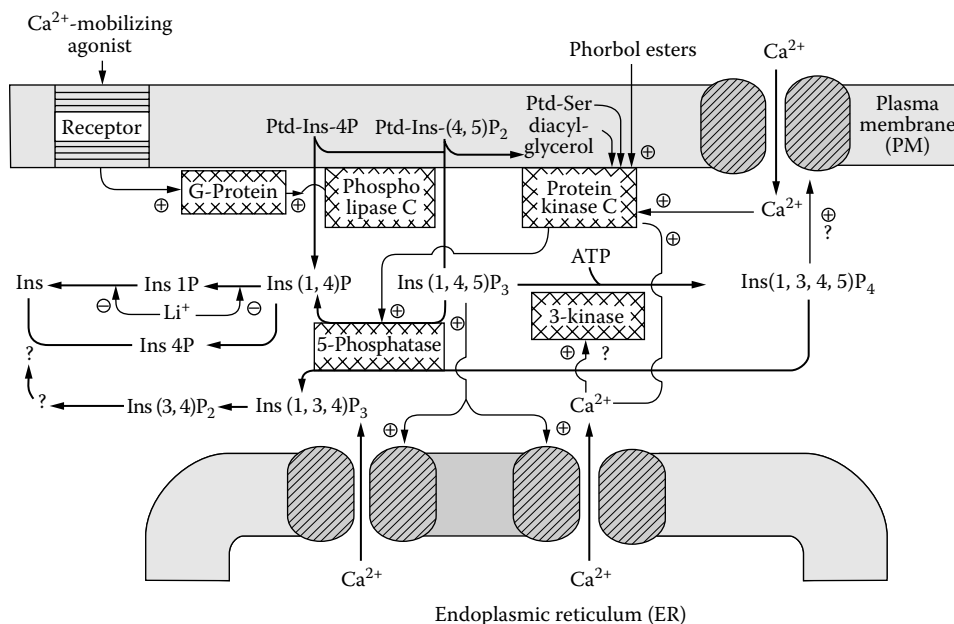 Ca²⁺-mobilizing
agonist
Phorbol esters
Ca²⁺
Receptor
Ptd-Ins-4P
Ptd-Ins-(4, 5)P₂
Ptd-Ser
diacyl-
glycerol
⊕
Plasma
membrane
(PM)
⊕
G-Protein
⊕
Phospho
lipase C
Protein
kinase C
⊕
Ca²⁺
⊕
?
⊕
ATP
Ins
Ins 1P
Ins (1, 4)P
Ins (1, 4, 5)P₃
Ins(1, 3, 4, 5)P₄
⊖
Li⁺
⊖
⊕
⊕
3-kinase
Ins 4P
5-Phosphatase
?
⊕
?
?
Ins (3, 4)P₂
Ins (1, 3, 4)P₃
Ca²⁺
⊕
⊕
Ca²⁺
Ca²⁺
Endoplasmic reticulum (ER)